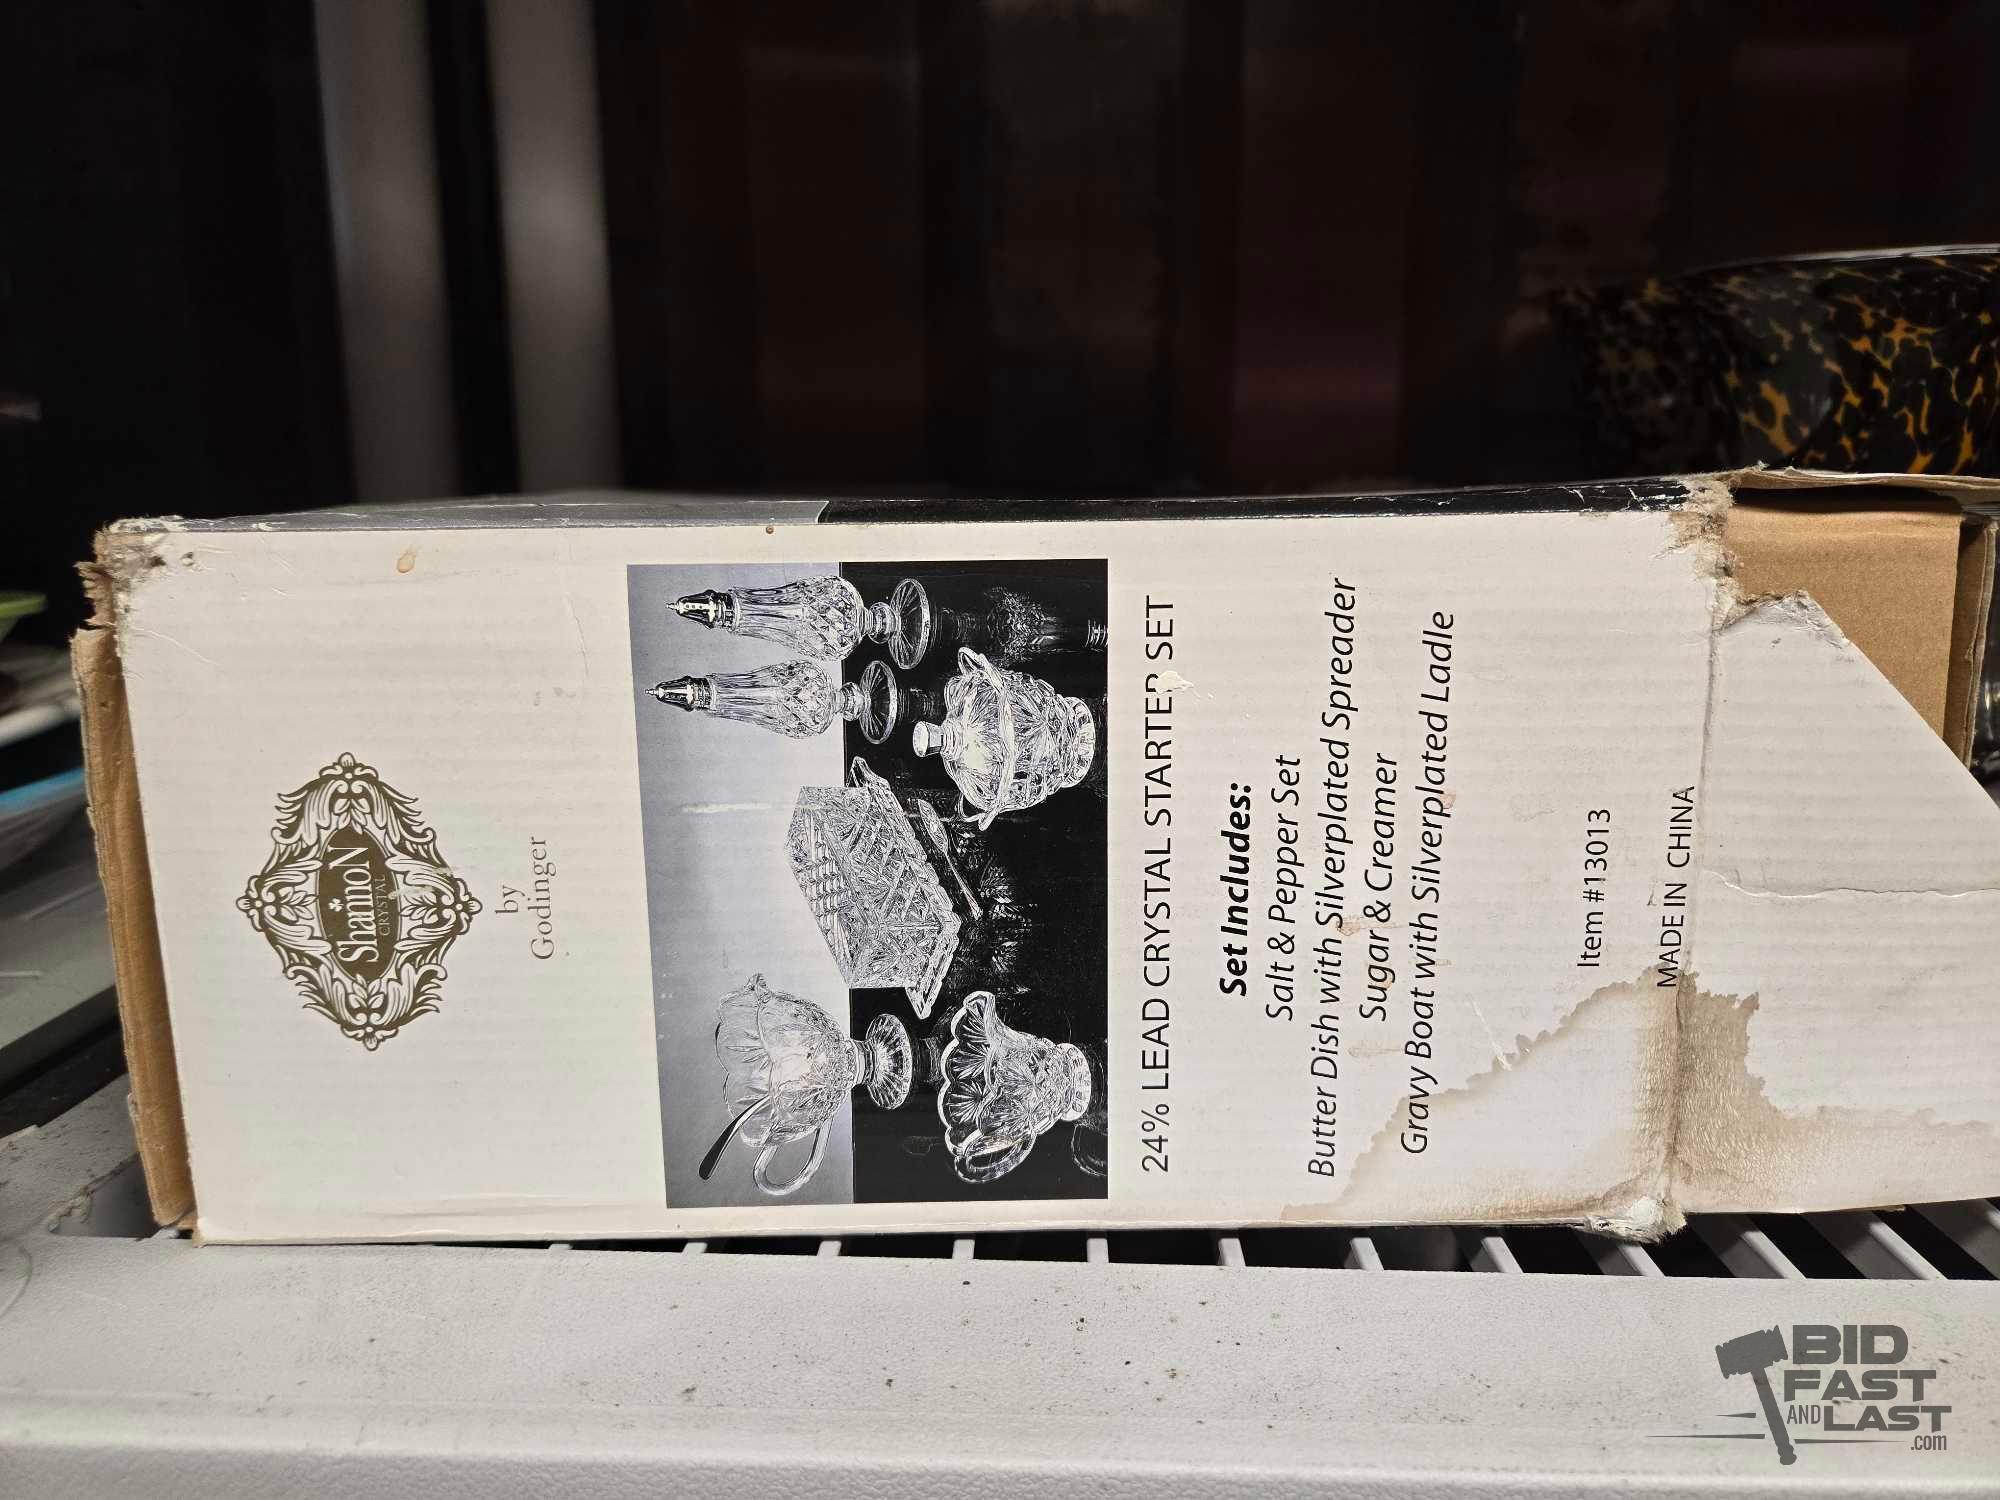 Shannon
CRYSTAL
by
Godinger
24% LEAD CRYSTAL STARTER SET
Set Includes:
Salt & Pepper Set
Butter Dish with Silverplated Spreader
Sugar & Creamer
Gravy Boat with Silverplated Ladle
Item #13013
MADE IN CHINA
BID
FAST
AND LAST
.com